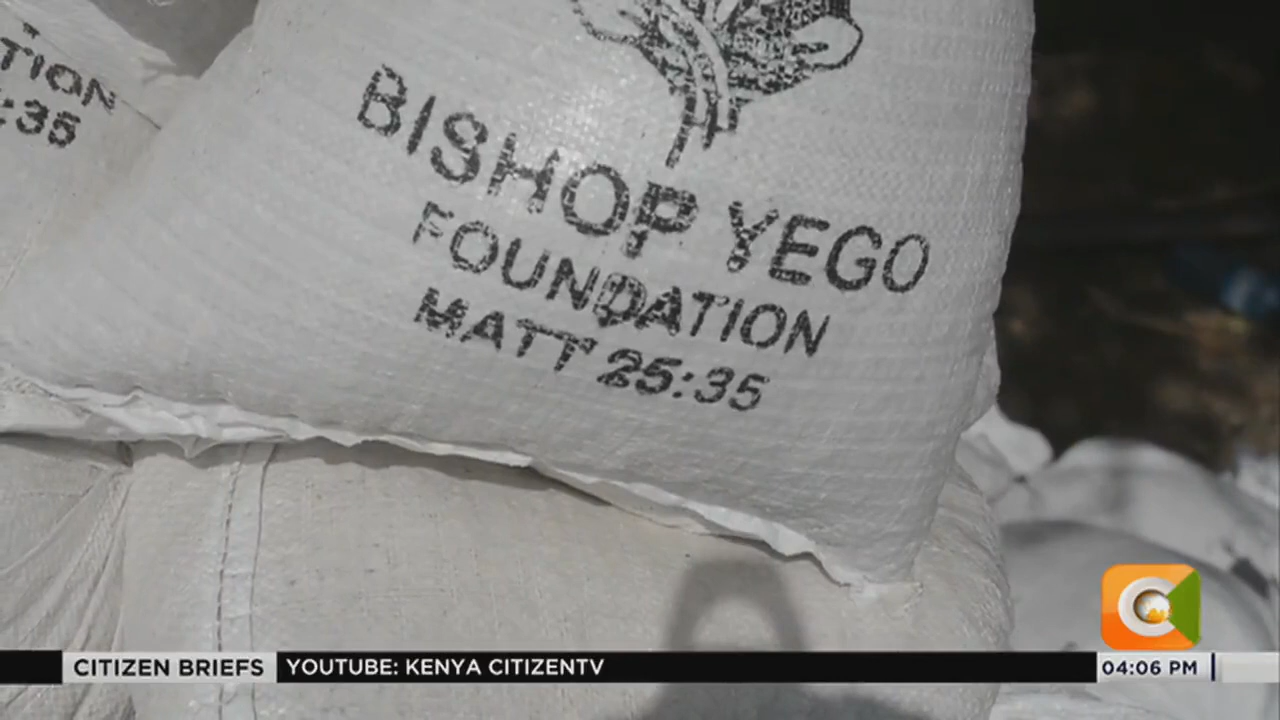 TION
:35
BISHOP YEGO
FOUNDATION
MATT 25:35
CITIZEN BRIEFS
YOUTUBE: KENYA CITIZENTV
04:06 PM